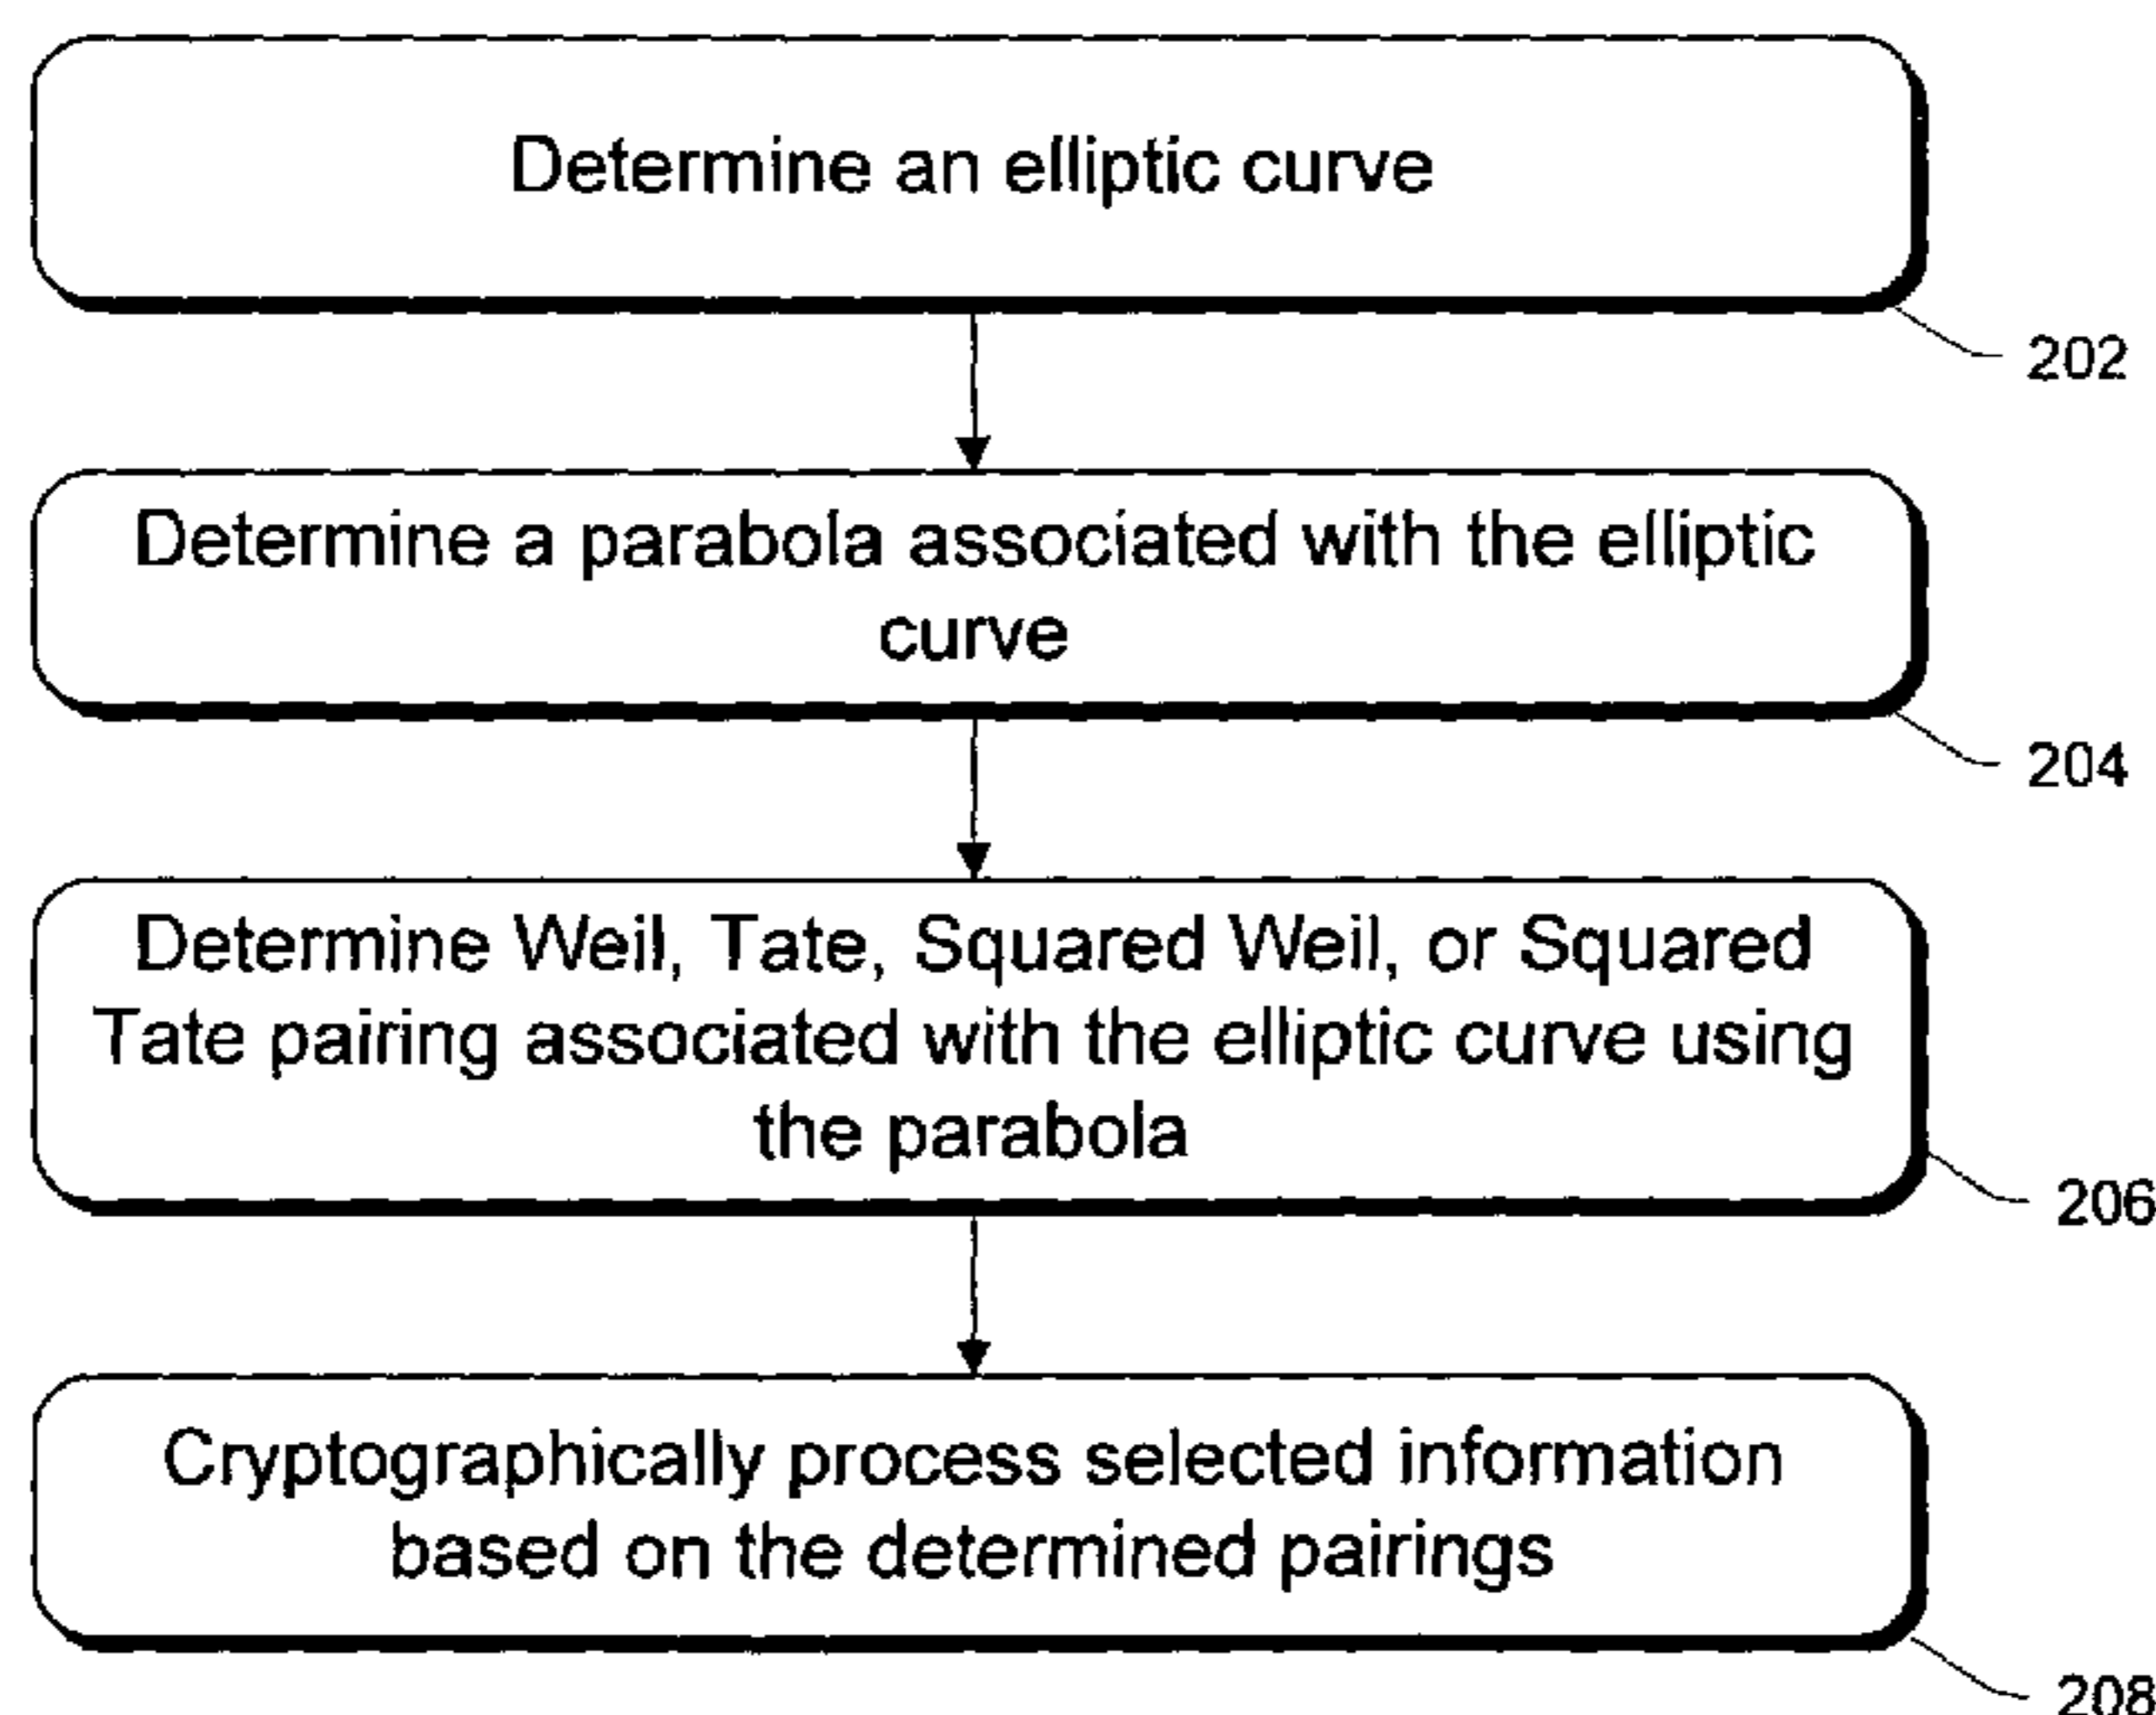 Determine an elliptic curve
202
Determine a parabola associated with the elliptic
curve
204
Determine Weil, Tate, Squared Weil, or Squared
Tate pairing associated with the elliptic curve using
the parabola
206
Cryptographically process selected information
based on the determined pairings
208